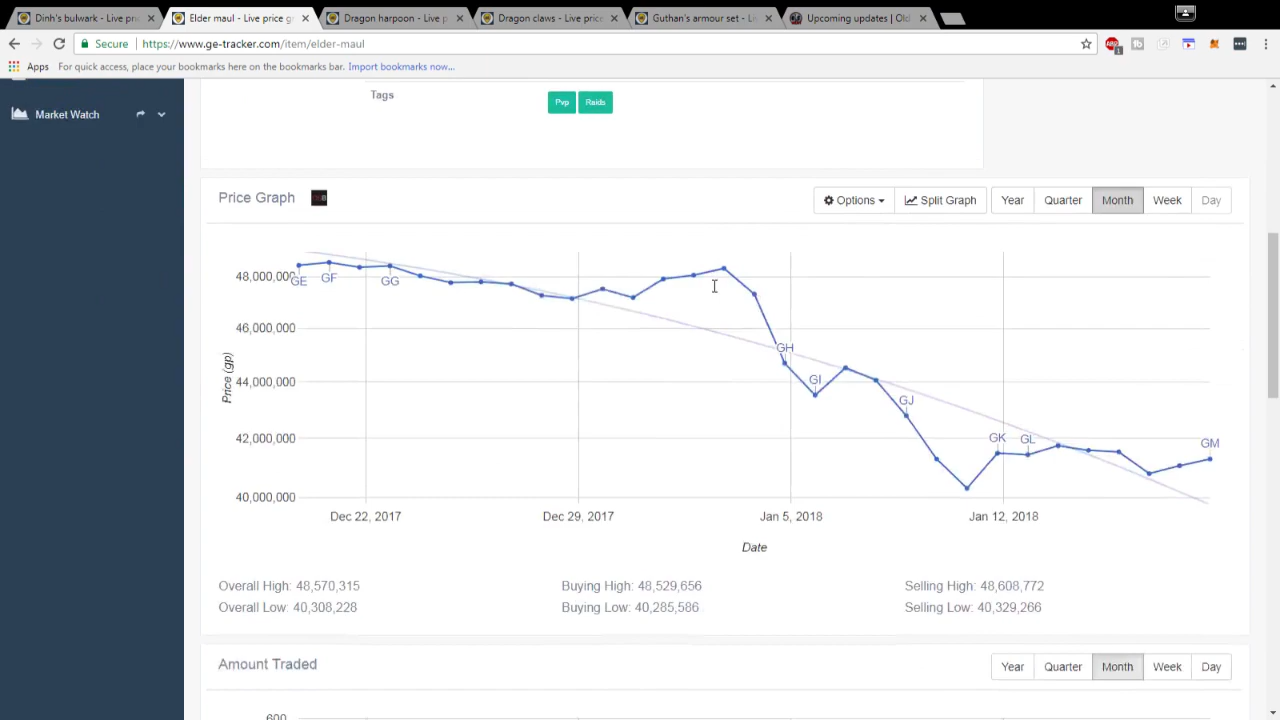 Dinh's bulwark - Live pri
Elder maul - Live price g
Dragon harpoon - Live p
Dragon claws - Live price
Guthan's armour set - Li
Upcoming updates | Old
Secure
https://www.ge-tracker.com/item/elder-maul
Apps
For quick access, place your bookmarks here on the bookmarks bar. Import bookmarks now...
Market Watch
Tags
Pvp
Raids
Price Graph
Options
Split Graph
Year
Quarter
Month
Week
Day
48,000,000
46,000,000
44,000,000
42,000,000
40,000,000
Price (gp)
GE
GF
GG
GH
GI
GJ
GK
GL
GM
Dec 22, 2017
Dec 29, 2017
Jan 5, 2018
Jan 12, 2018
Date
Overall High: 48,570,315
Buying High: 48,529,656
Selling High: 48,608,772
Overall Low: 40,308,228
Buying Low: 40,285,586
Selling Low: 40,329,266
Amount Traded
Year
Quarter
Month
Week
Day
600